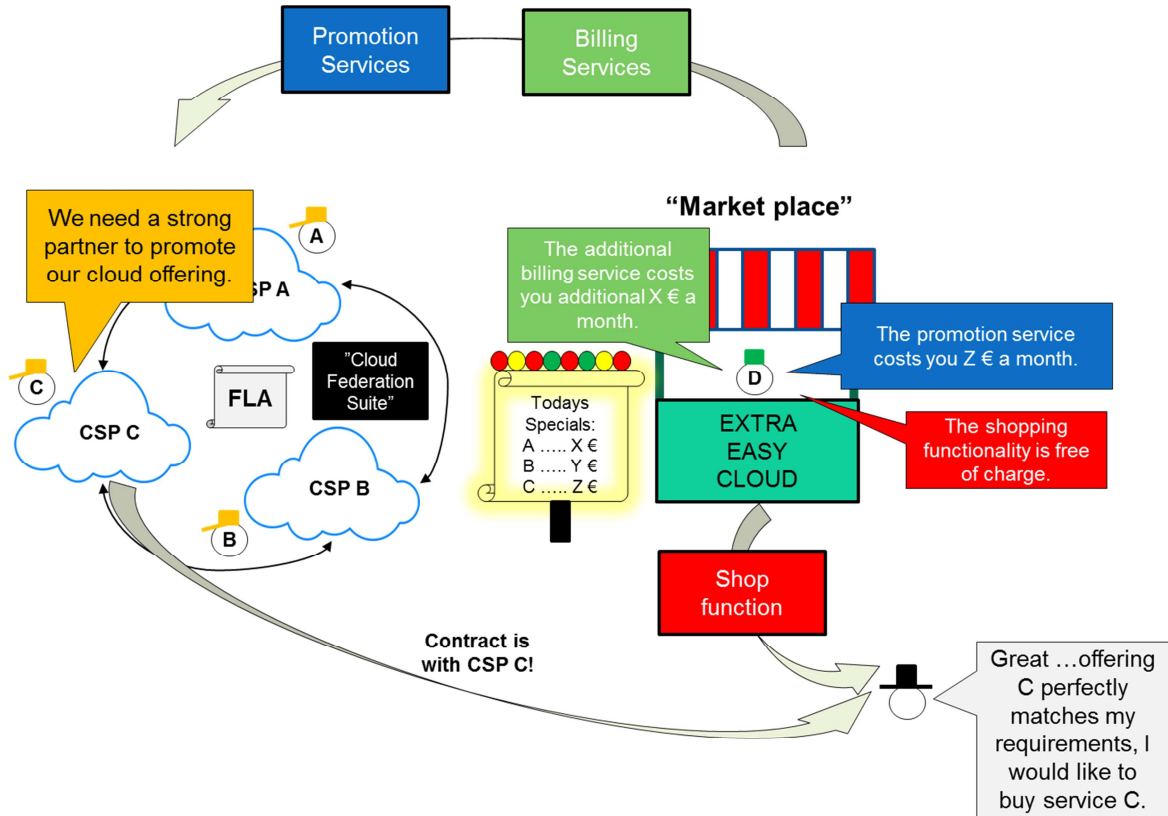 Promotion
Services
Billing
Services
We need a strong
partner to promote
our cloud offering.
A
SP A
C
CSP C
FLA
"Cloud
Federation
Suite"
CSP B
B
"Market place"
The additional
billing service costs
you additional X € a
month.
The promotion service
costs you Z € a month.
D
The shopping
functionality is free
of charge.
Todays
Specials:
A ..... X €
B ..... Y €
C ..... Z €
EXTRA
EASY
CLOUD
Shop
function
Contract is
with CSP C!
Great ...offering
C perfectly
matches my
requirements, I
would like to
buy service C.